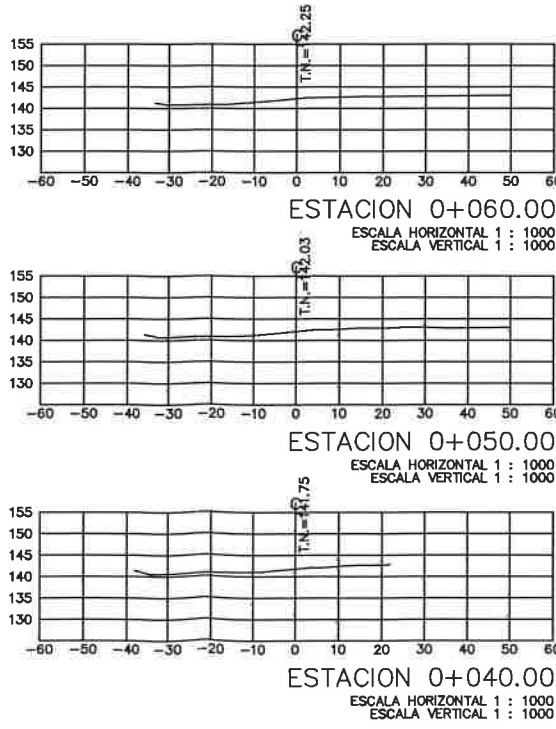 T.N.=142.25
155
150
145
140
135
130
-60 -50 -40 -30 -20 -10 0 10 20 30 40 50 60
ESTACION 0+060.00
ESCALA HORIZONTAL 1 : 1000
ESCALA VERTICAL 1 : 1000
T.N.=142.03
155
150
145
140
135
130
-60 -50 -40 -30 -20 -10 0 10 20 30 40 50 60
ESTACION 0+050.00
ESCALA HORIZONTAL 1 : 1000
ESCALA VERTICAL 1 : 1000
T.N.=141.75
155
150
145
140
135
130
-60 -50 -40 -30 -20 -10 0 10 20 30 40 50 60
ESTACION 0+040.00
ESCALA HORIZONTAL 1 : 1000
ESCALA VERTICAL 1 : 1000